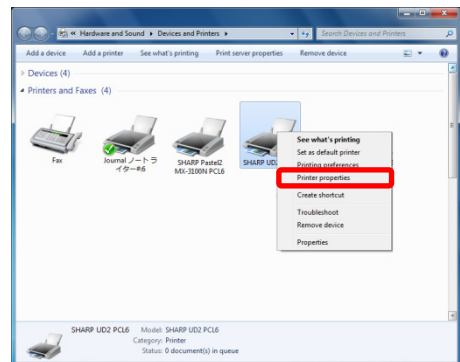 « Hardware and Sound ▸ Devices and Printers ▸
Search Devices and Printers
Add a device Add a printer See what's printing Print server properties Remove device
Devices (4)
Printers and Faxes (4)
Fax
Journal ノート ラ
イター#6
SHARP Pastel2
MX-3100N PCL6
SHARP UD2
See what's printing
Set as default printer
Printing preferences
Printer properties
Create shortcut
Troubleshoot
Remove device
Properties
SHARP UD2 PCL6 Model: SHARP UD2 PCL6
Category: Printer
Status: 0 document(s) in queue